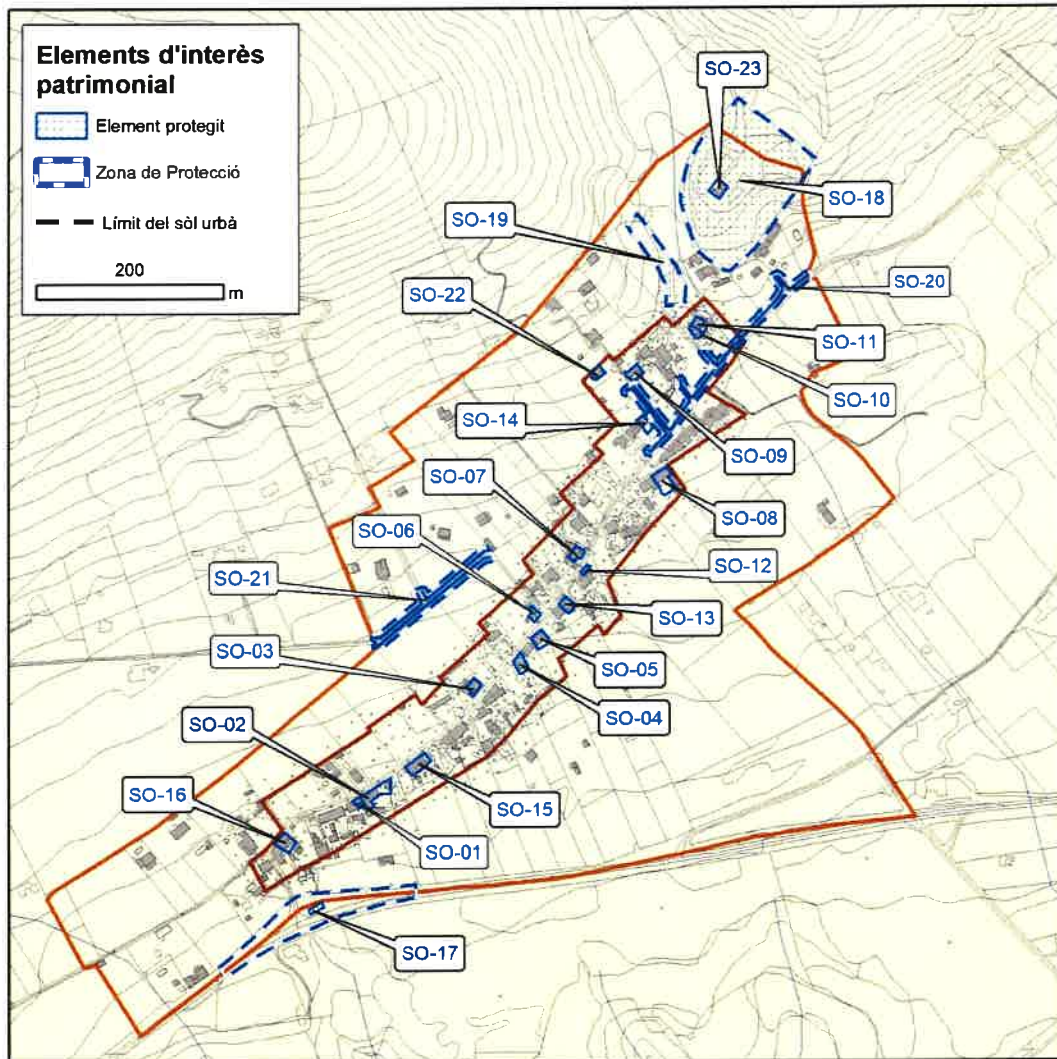 Elements d'interès
patrimonial
Element protegit
Zona de Protecció
Límit del sòl urbà
200
m
SO-23
SO-18
SO-19
SO-20
SO-22
SO-11
SO-10
SO-14
SO-09
SO-07
SO-08
SO-06
SO-12
SO-21
SO-13
SO-03
SO-05
SO-04
SO-02
SO-16
SO-15
SO-01
SO-17